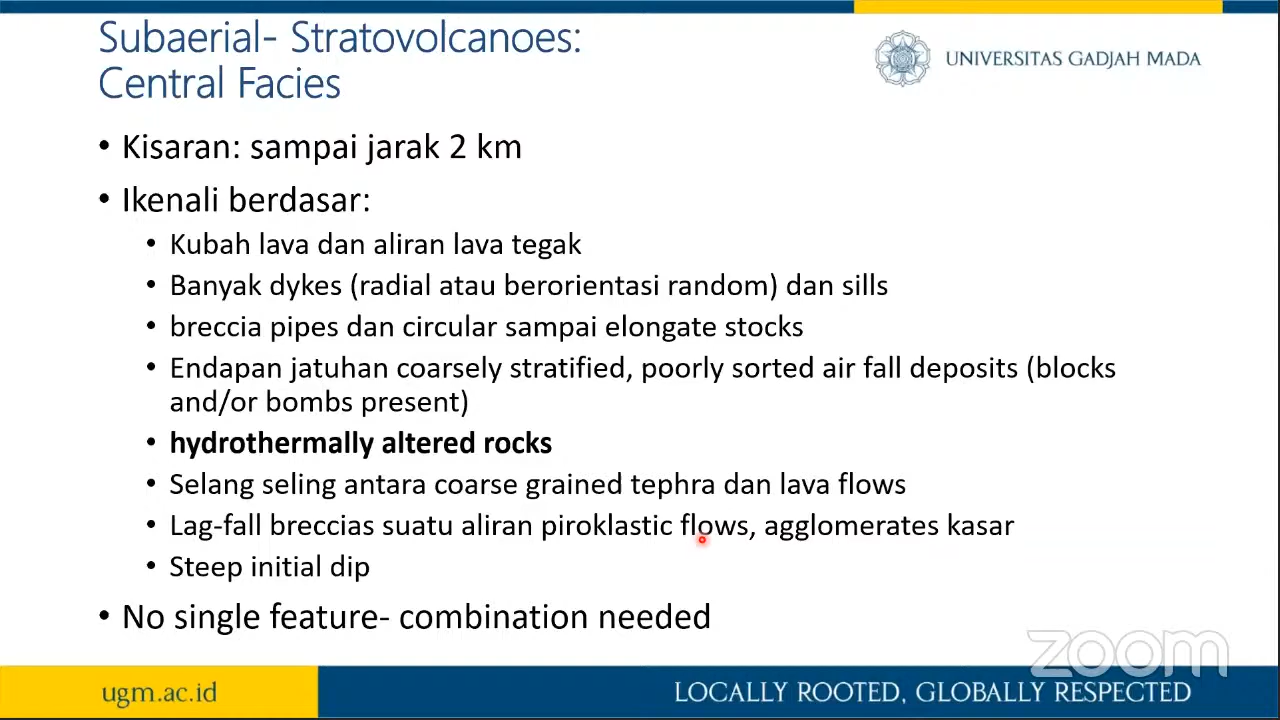 Subaerial- Stratovolcanoes:
Central Facies
UNIVERSITAS GADJAH MADA
• Kisaran: sampai jarak 2 km
• Ikenali berdasar:
• Kubah lava dan aliran lava tegak
• Banyak dykes (radial atau berorientasi random) dan sills
• breccia pipes dan circular sampai elongate stocks
• Endapan jatuhan coarsely stratified, poorly sorted air fall deposits (blocks
and/or bombs present)
• hydrothermally altered rocks
• Selang seling antara coarse grained tephra dan lava flows
• Lag-fall breccias suatu aliran piroklastic flows, agglomerates kasar
• Steep initial dip
• No single feature- combination needed
zoom
ugm.ac.id
LOCALLY ROOTED, GLOBALLY RESPECTED